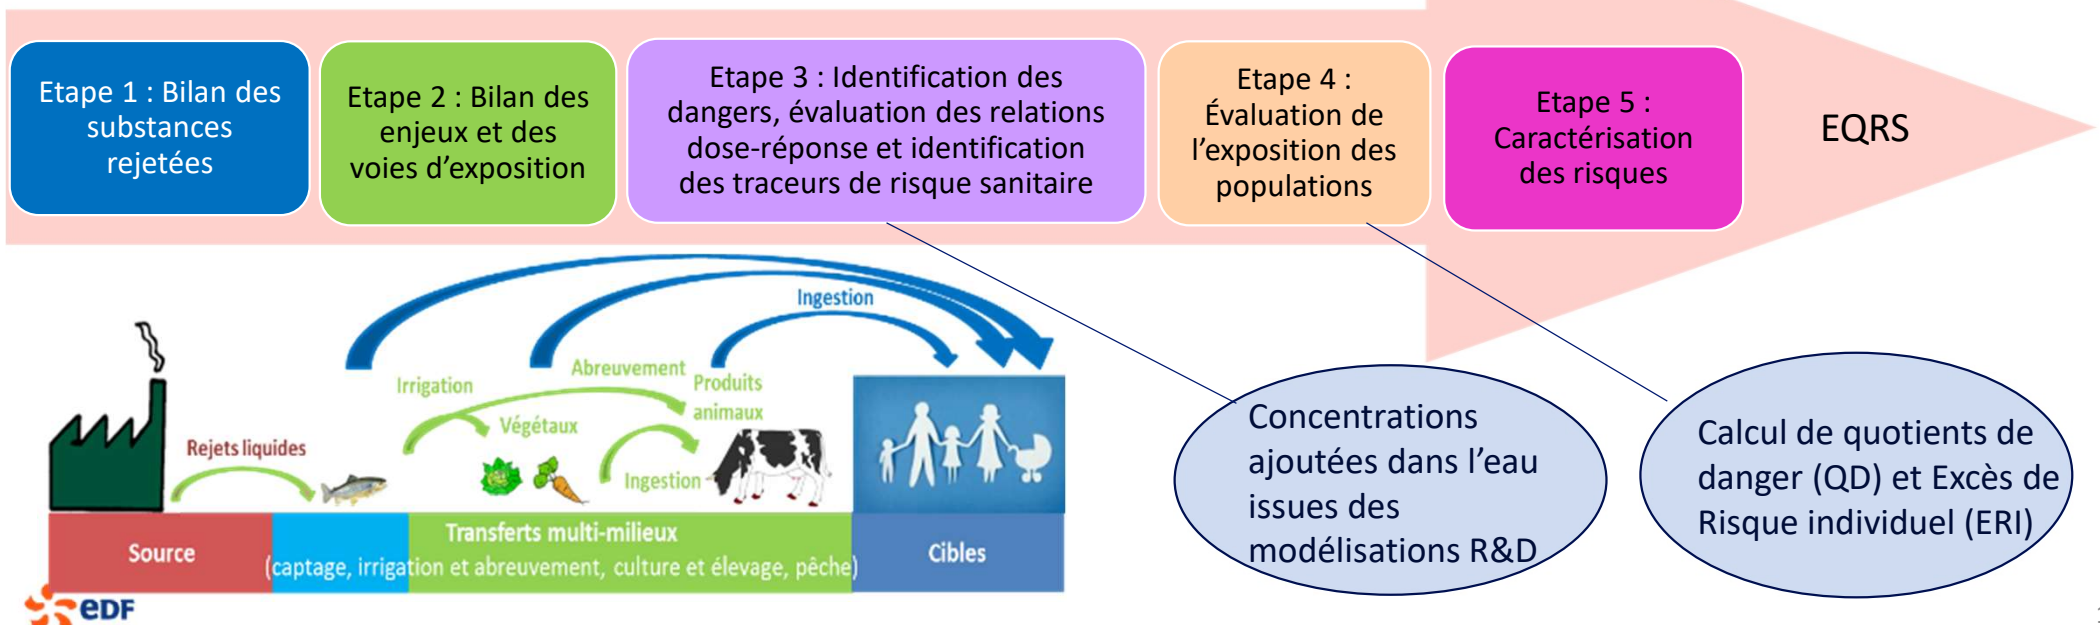 Etape 1 : Bilan des
substances
rejetées
Etape 2 : Bilan des
enjeux et des
voies d’exposition
Etape 3 : Identification des
dangers, évaluation des relations
dose-réponse et identification
des traceurs de risque sanitaire
Etape 4 :
Évaluation de
l’exposition des
populations
Etape 5 :
Caractérisation
des risques
EQRS
Ingestion
Abreuvement
Irrigation
Produits
animaux
Végétaux
Rejets liquides
Ingestion
Source
Transferts multi-milieux
(captage, irrigation et abreuvement, culture et élevage, pêche)
Cibles
Concentrations
ajoutées dans l’eau
issues des
modélisations R&D
Calcul de quotients de
danger (QD) et Excès de
Risque individuel (ERI)
eDF